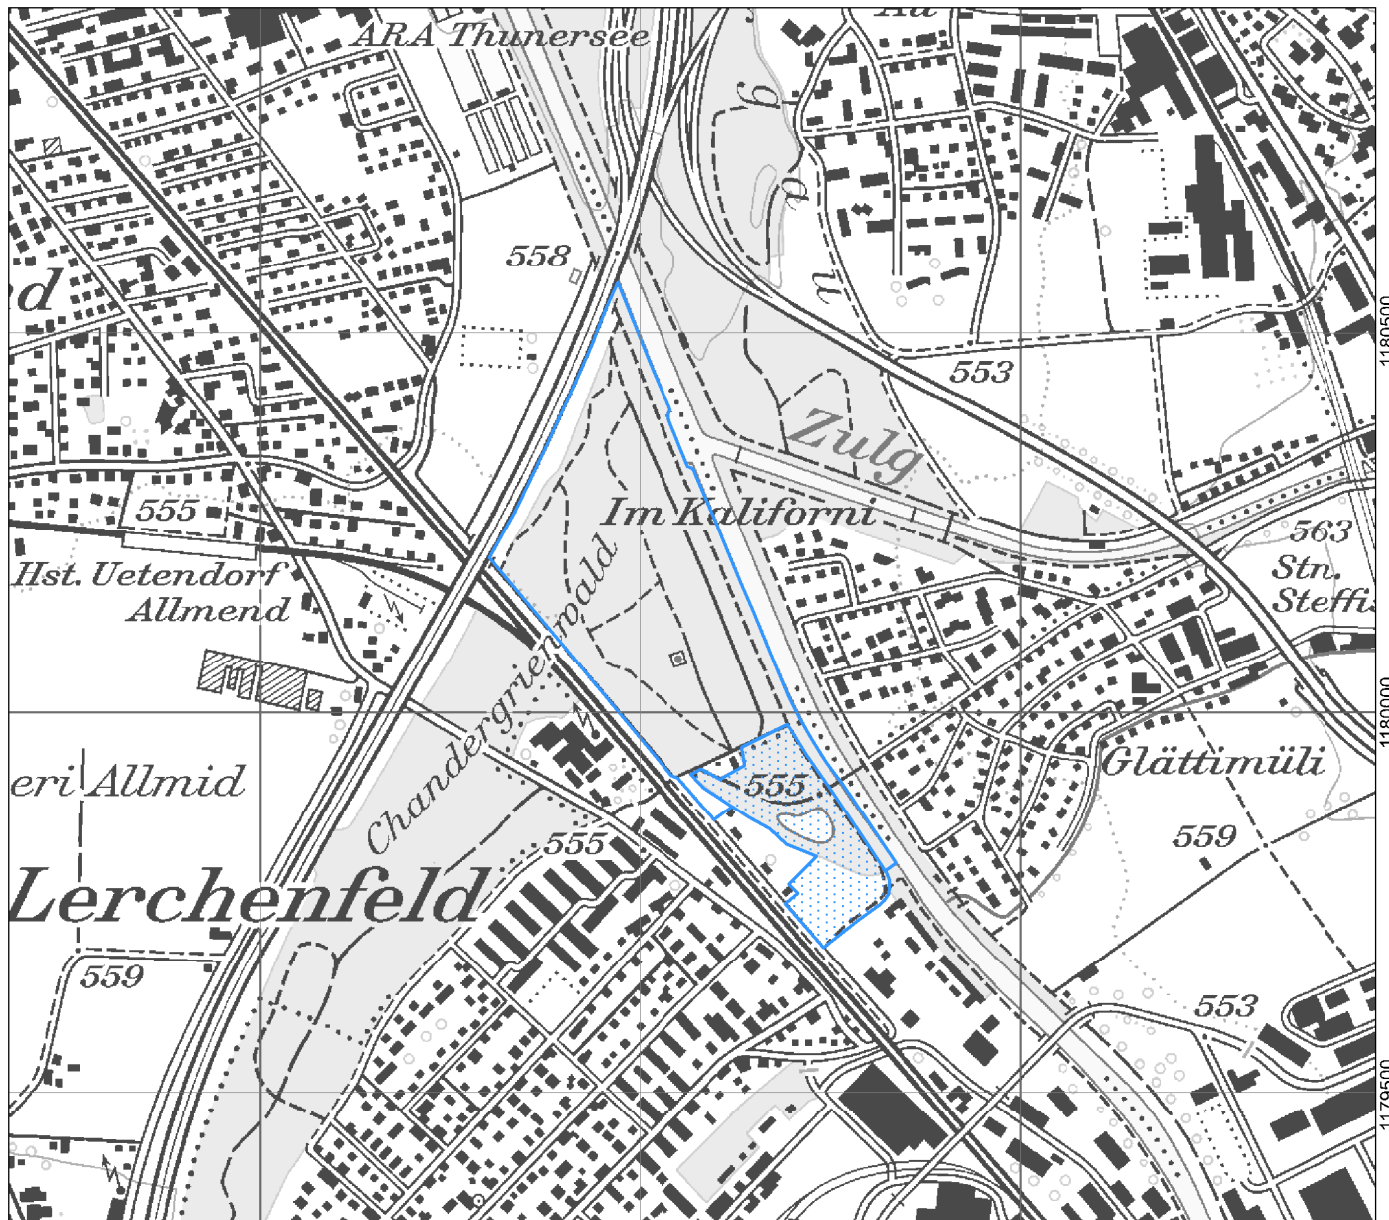 ARA Thunersee
g
a
u
558
1180500
553
Zulg
Im Kaliforni
555
563
Stn.
Hst. Uetendorf
Allmend
Chandergrienwald
1180000
eri Allmid
Glättimüli
555
559
555
Lerchenfeld
559
553
1179500